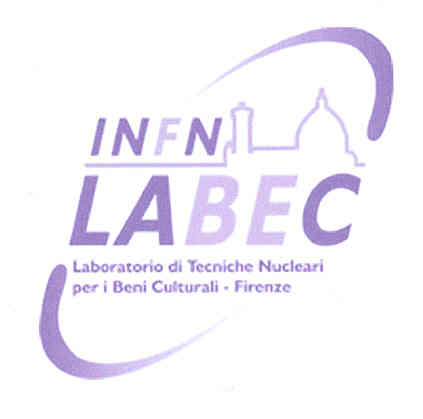 INFN
LABEC
Laboratorio di Tecniche Nucleari
per i Beni Culturali - Firenze